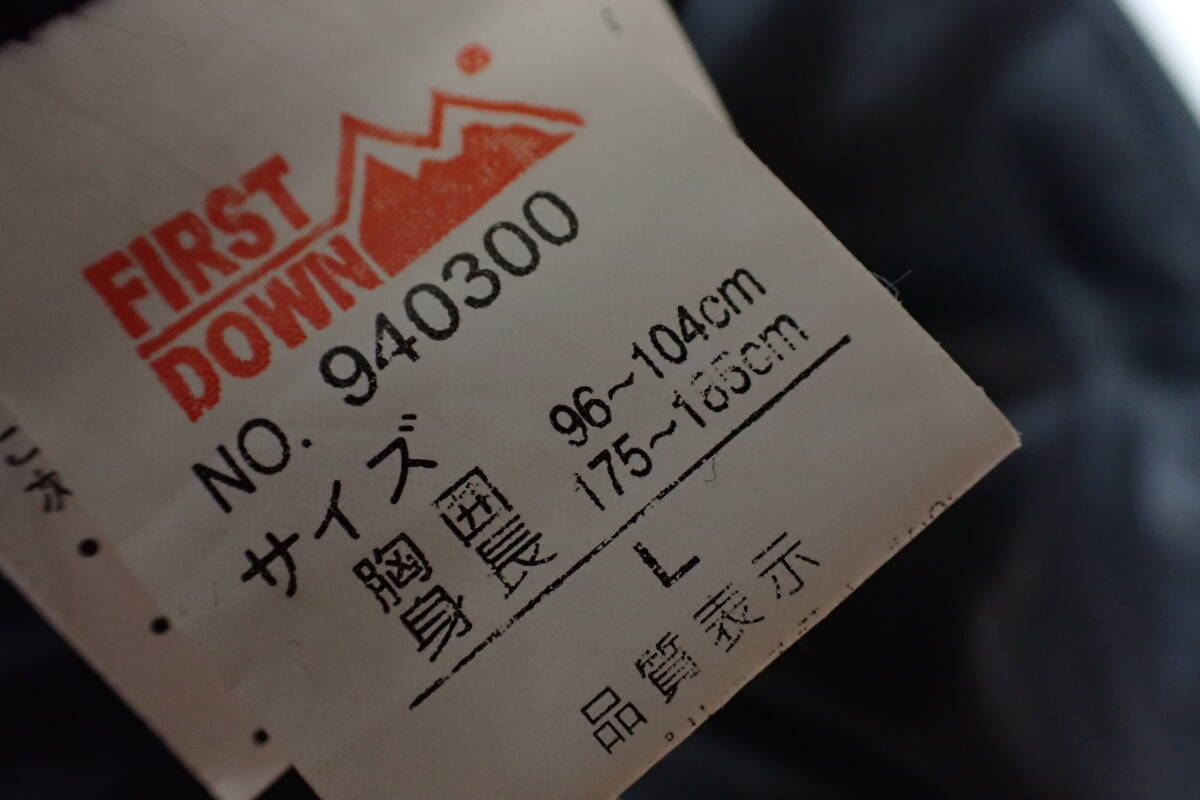 FIRST
DOWN
®
NO. 940300
サイズ
胸囲 96~104cm
身長 175~185cm
L
品質表示